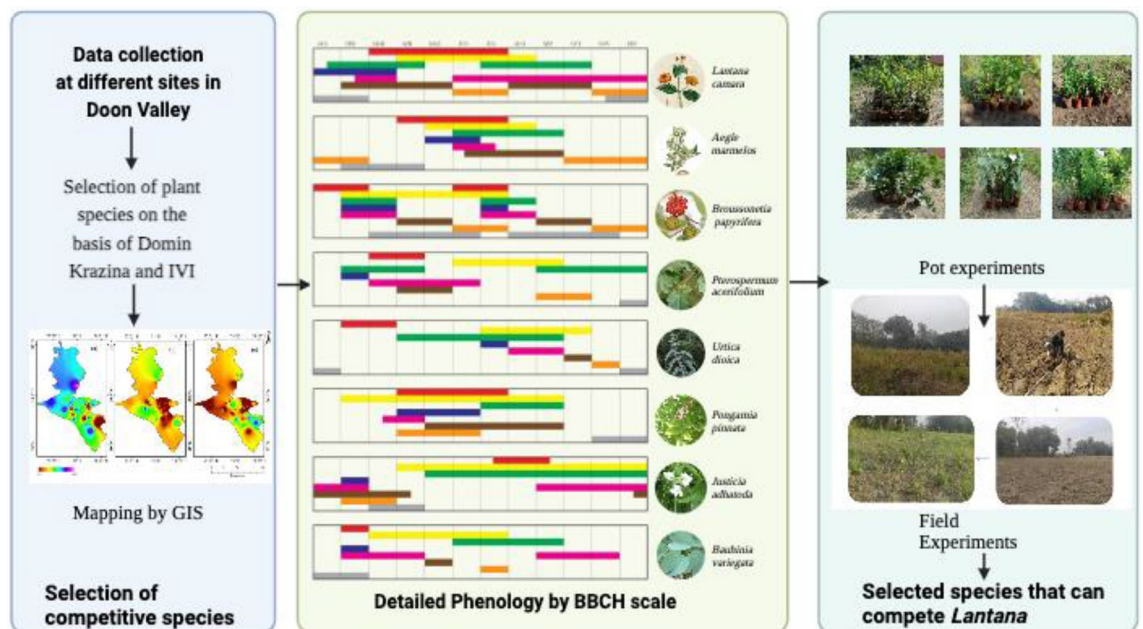 Data collection
at different sites in
Doon Valley
Selection of plant
species on the
basis of Domin
Krazina and IVI
Mapping by GIS
Selection of
competitive species
Lantana
camara
Aegle
marmelos
Broussonetia
papyrifera
Pterospermum
acerifolium
Urtica
dioica
Pongamia
pinnata
Justicia
adhatoda
Bauhinia
variegata
Detailed Phenology by BBCH scale
Pot experiments
Field
Experiments
Selected species that can
compete Lantana